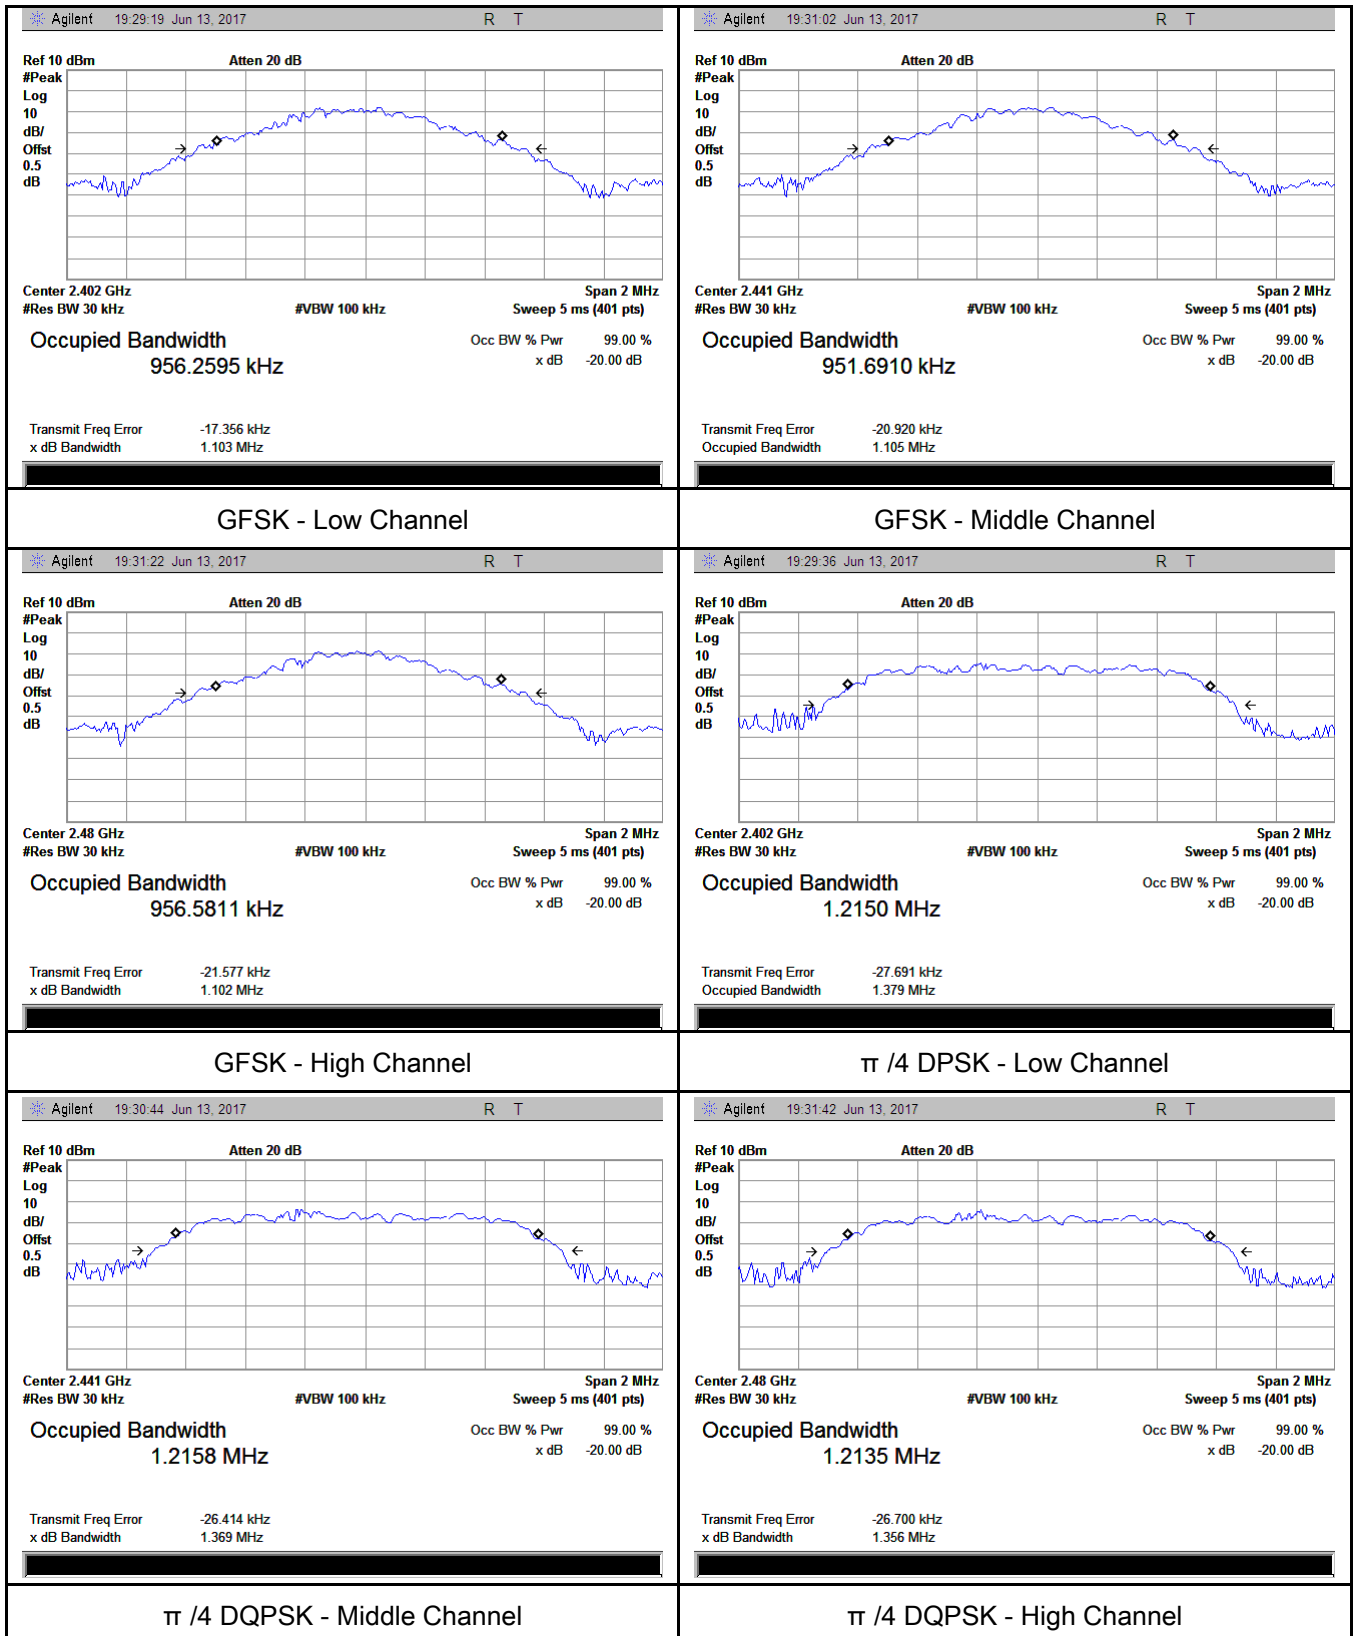 Agilent 19:29:19 Jun 13, 2017 R T
Ref 10 dBm Atten 20 dB
#Peak
Log
10
dB/
Offst
0.5
dB
Center 2.402 GHz Span 2 MHz
#Res BW 30 kHz #VBW 100 kHz Sweep 5 ms (401 pts)
Occupied Bandwidth Occ BW % Pwr 99.00 %
956.2595 kHz x dB -20.00 dB
Transmit Freq Error -17.356 kHz
x dB Bandwidth 1.103 MHz
GFSK - Low Channel
Agilent 19:31:02 Jun 13, 2017 R T
Ref 10 dBm Atten 20 dB
#Peak
Log
10
dB/
Offst
0.5
dB
Center 2.441 GHz Span 2 MHz
#Res BW 30 kHz #VBW 100 kHz Sweep 5 ms (401 pts)
Occupied Bandwidth Occ BW % Pwr 99.00 %
951.6910 kHz x dB -20.00 dB
Transmit Freq Error -20.920 kHz
Occupied Bandwidth 1.105 MHz
GFSK - Middle Channel
Agilent 19:31:22 Jun 13, 2017 R T
Ref 10 dBm Atten 20 dB
#Peak
Log
10
dB/
Offst
0.5
dB
Center 2.48 GHz Span 2 MHz
#Res BW 30 kHz #VBW 100 kHz Sweep 5 ms (401 pts)
Occupied Bandwidth Occ BW % Pwr 99.00 %
956.5811 kHz x dB -20.00 dB
Transmit Freq Error -21.577 kHz
x dB Bandwidth 1.102 MHz
GFSK - High Channel
Agilent 19:29:36 Jun 13, 2017 R T
Ref 10 dBm Atten 20 dB
#Peak
Log
10
dB/
Offst
0.5
dB
Center 2.402 GHz Span 2 MHz
#Res BW 30 kHz #VBW 100 kHz Sweep 5 ms (401 pts)
Occupied Bandwidth Occ BW % Pwr 99.00 %
1.2150 MHz x dB -20.00 dB
Transmit Freq Error -27.691 kHz
Occupied Bandwidth 1.379 MHz
π /4 DPSK - Low Channel
Agilent 19:30:44 Jun 13, 2017 R T
Ref 10 dBm Atten 20 dB
#Peak
Log
10
dB/
Offst
0.5
dB
Center 2.441 GHz Span 2 MHz
#Res BW 30 kHz #VBW 100 kHz Sweep 5 ms (401 pts)
Occupied Bandwidth Occ BW % Pwr 99.00 %
1.2158 MHz x dB -20.00 dB
Transmit Freq Error -26.414 kHz
x dB Bandwidth 1.369 MHz
π /4 DQPSK - Middle Channel
Agilent 19:31:42 Jun 13, 2017 R T
Ref 10 dBm Atten 20 dB
#Peak
Log
10
dB/
Offst
0.5
dB
Center 2.48 GHz Span 2 MHz
#Res BW 30 kHz #VBW 100 kHz Sweep 5 ms (401 pts)
Occupied Bandwidth Occ BW % Pwr 99.00 %
1.2135 MHz x dB -20.00 dB
Transmit Freq Error -26.700 kHz
x dB Bandwidth 1.356 MHz
π /4 DQPSK - High Channel